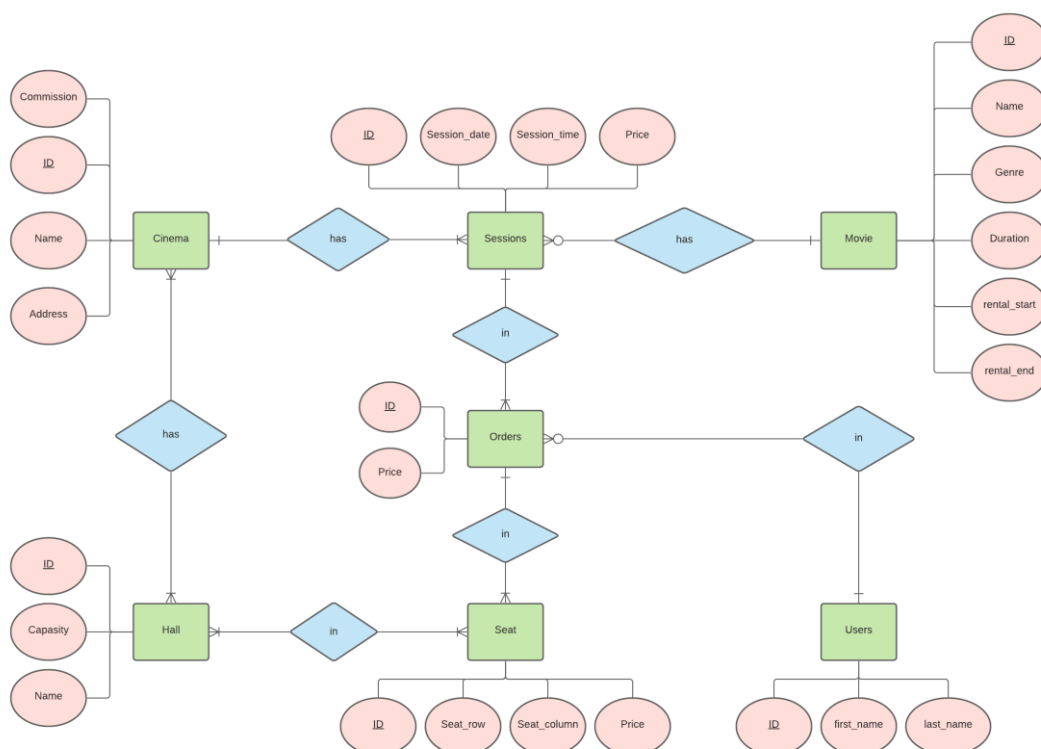 ID
Commission
Name
ID
Session_date
Session_time
Price
ID
Genre
Name
Cinema
has
Sessions
has
Movie
Duration
Address
rental_start
in
rental_end
ID
has
Orders
in
Price
in
ID
Capasity
Hall
in
Seat
Users
Name
ID
Seat_row
Seat_column
Price
ID
first_name
last_name